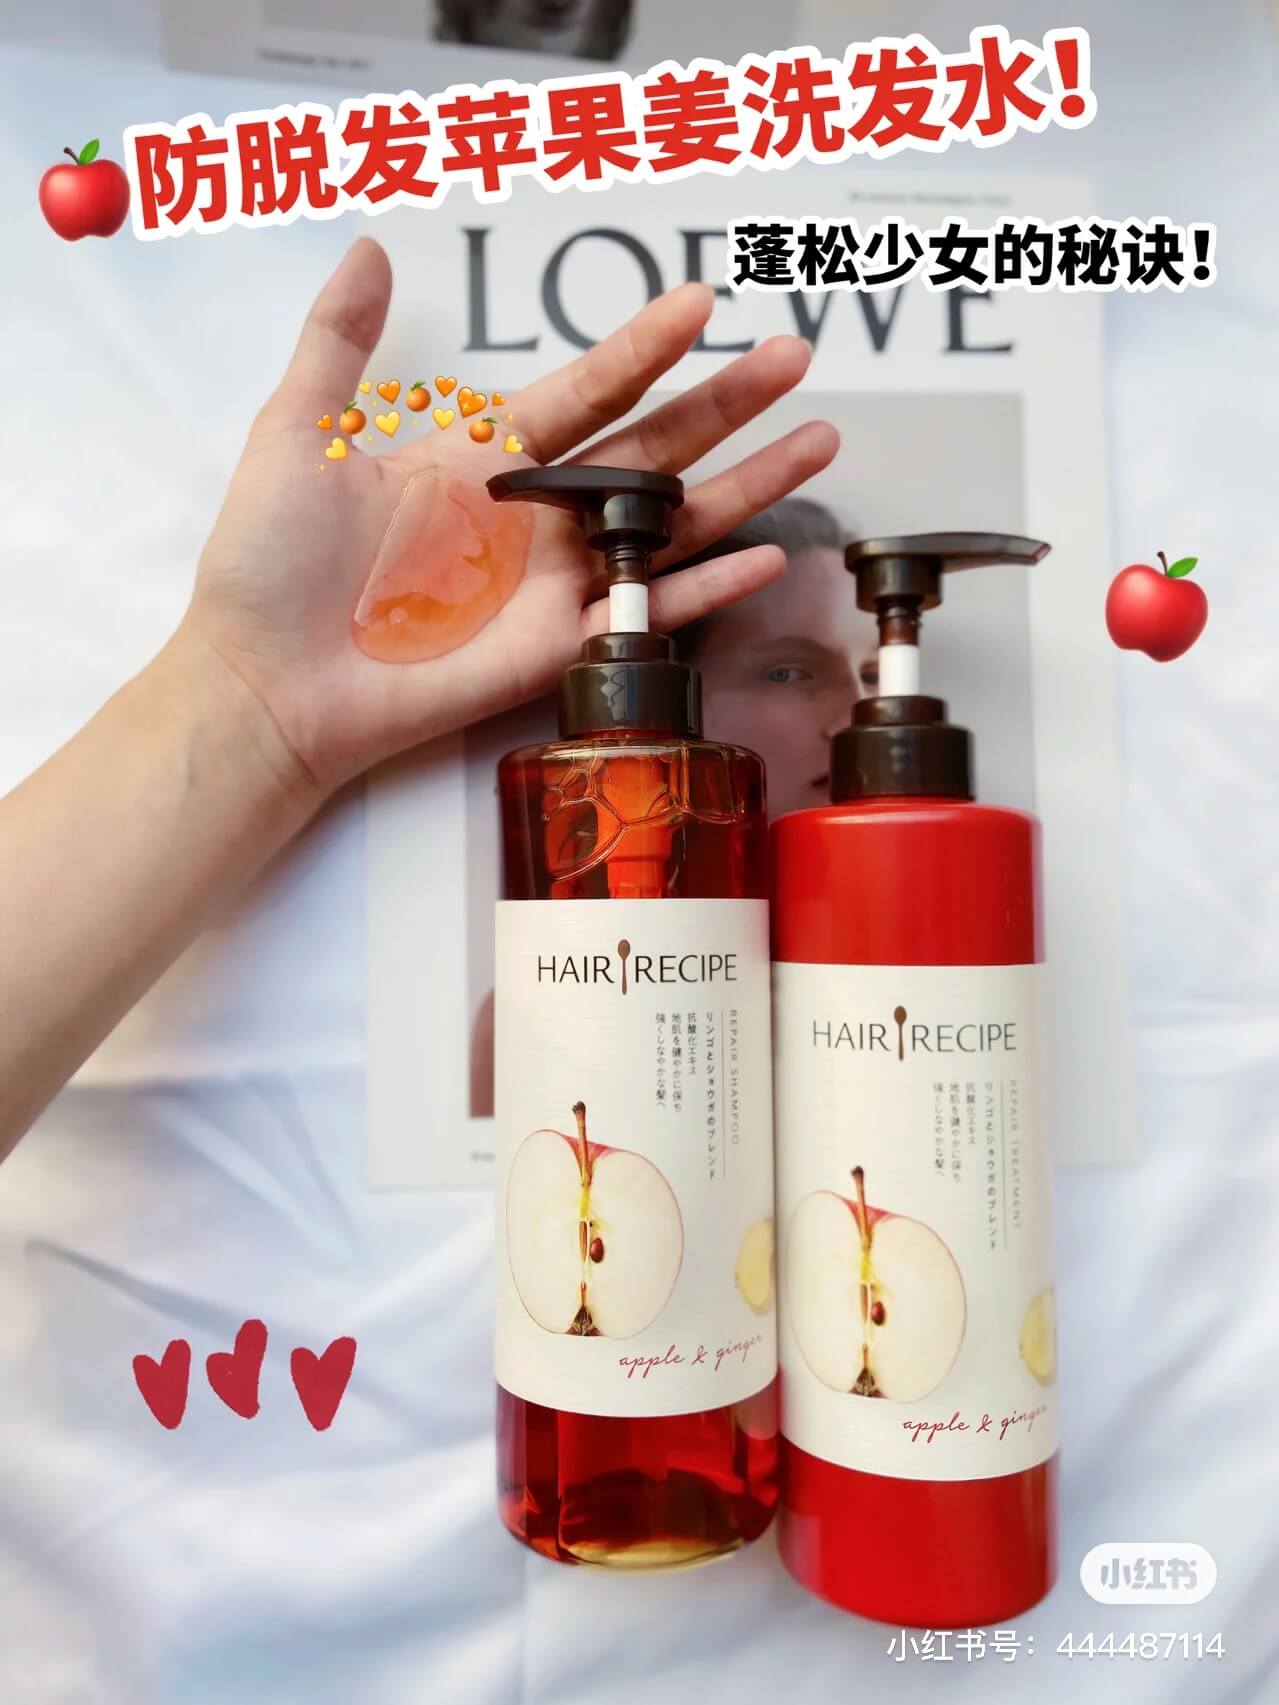 防脱发苹果姜洗发水！
蓬松少女的秘诀！
LOEWE
HAIR RECIPE
REPAIR SHAMPOO
リンゴとショウガのブレンド
抗酸化エキス
地肌を健やかに保ち
強くしなやかな髪へ
apple & ginger
HAIR RECIPE
REPAIR TREATMENT
リンゴとショウガのブレンド
抗酸化エキス
地肌を健やかに保ち
強くしなやかな髪へ
apple & ginger
小红书
小红书号：444487114